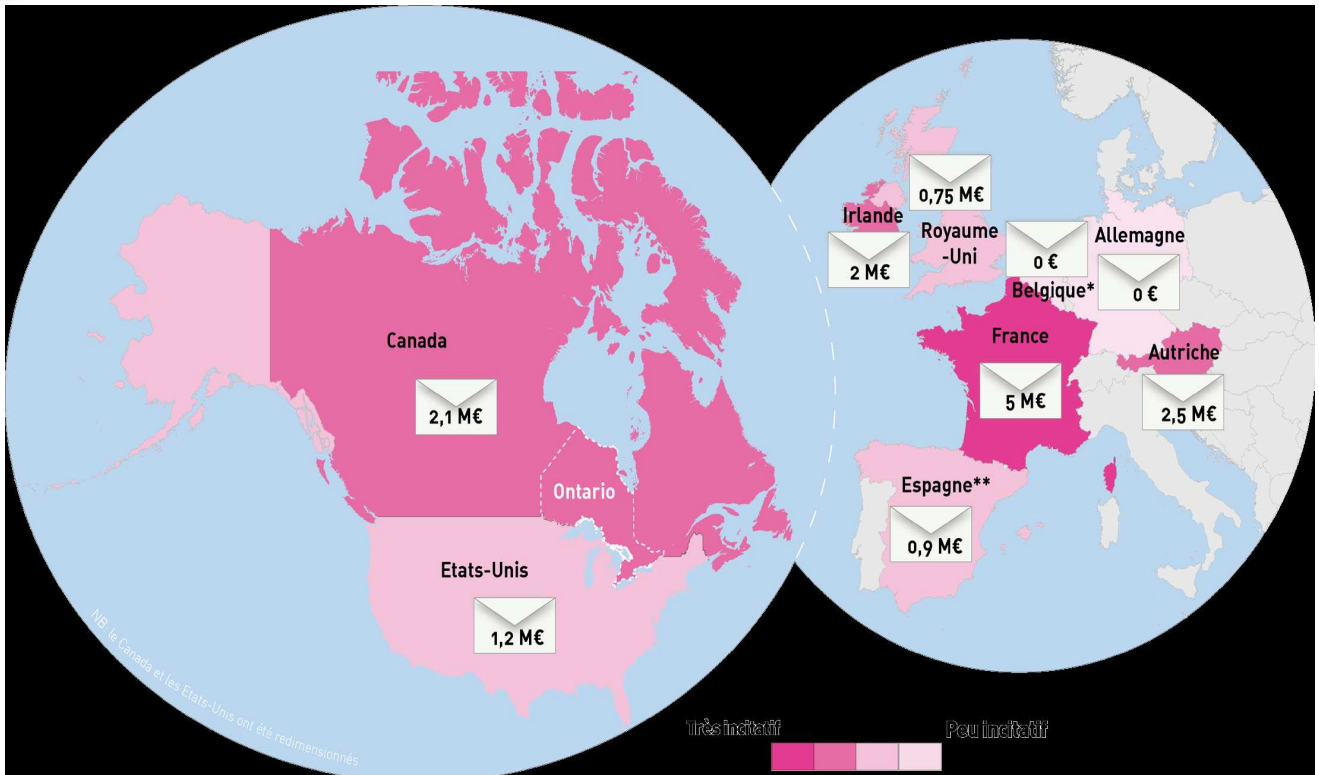 Canada
2,1 M€
Ontario
Etats-Unis
1,2 M€
NB: le Canada et les Etats-Unis ont été redimensionnés
0,75 M€
Irlande
2 M€
Royaume
-Uni
0 €
Belgique*
Allemagne
0 €
France
5 M€
Autriche
2,5 M€
Espagne**
0,9 M€
Très incitatif
Peu incitatif